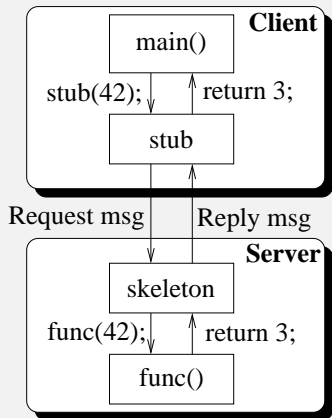 Client
main()
stub(42);
return 3;
stub
Request msg
Reply msg
Server
skeleton
func(42);
return 3;
func()